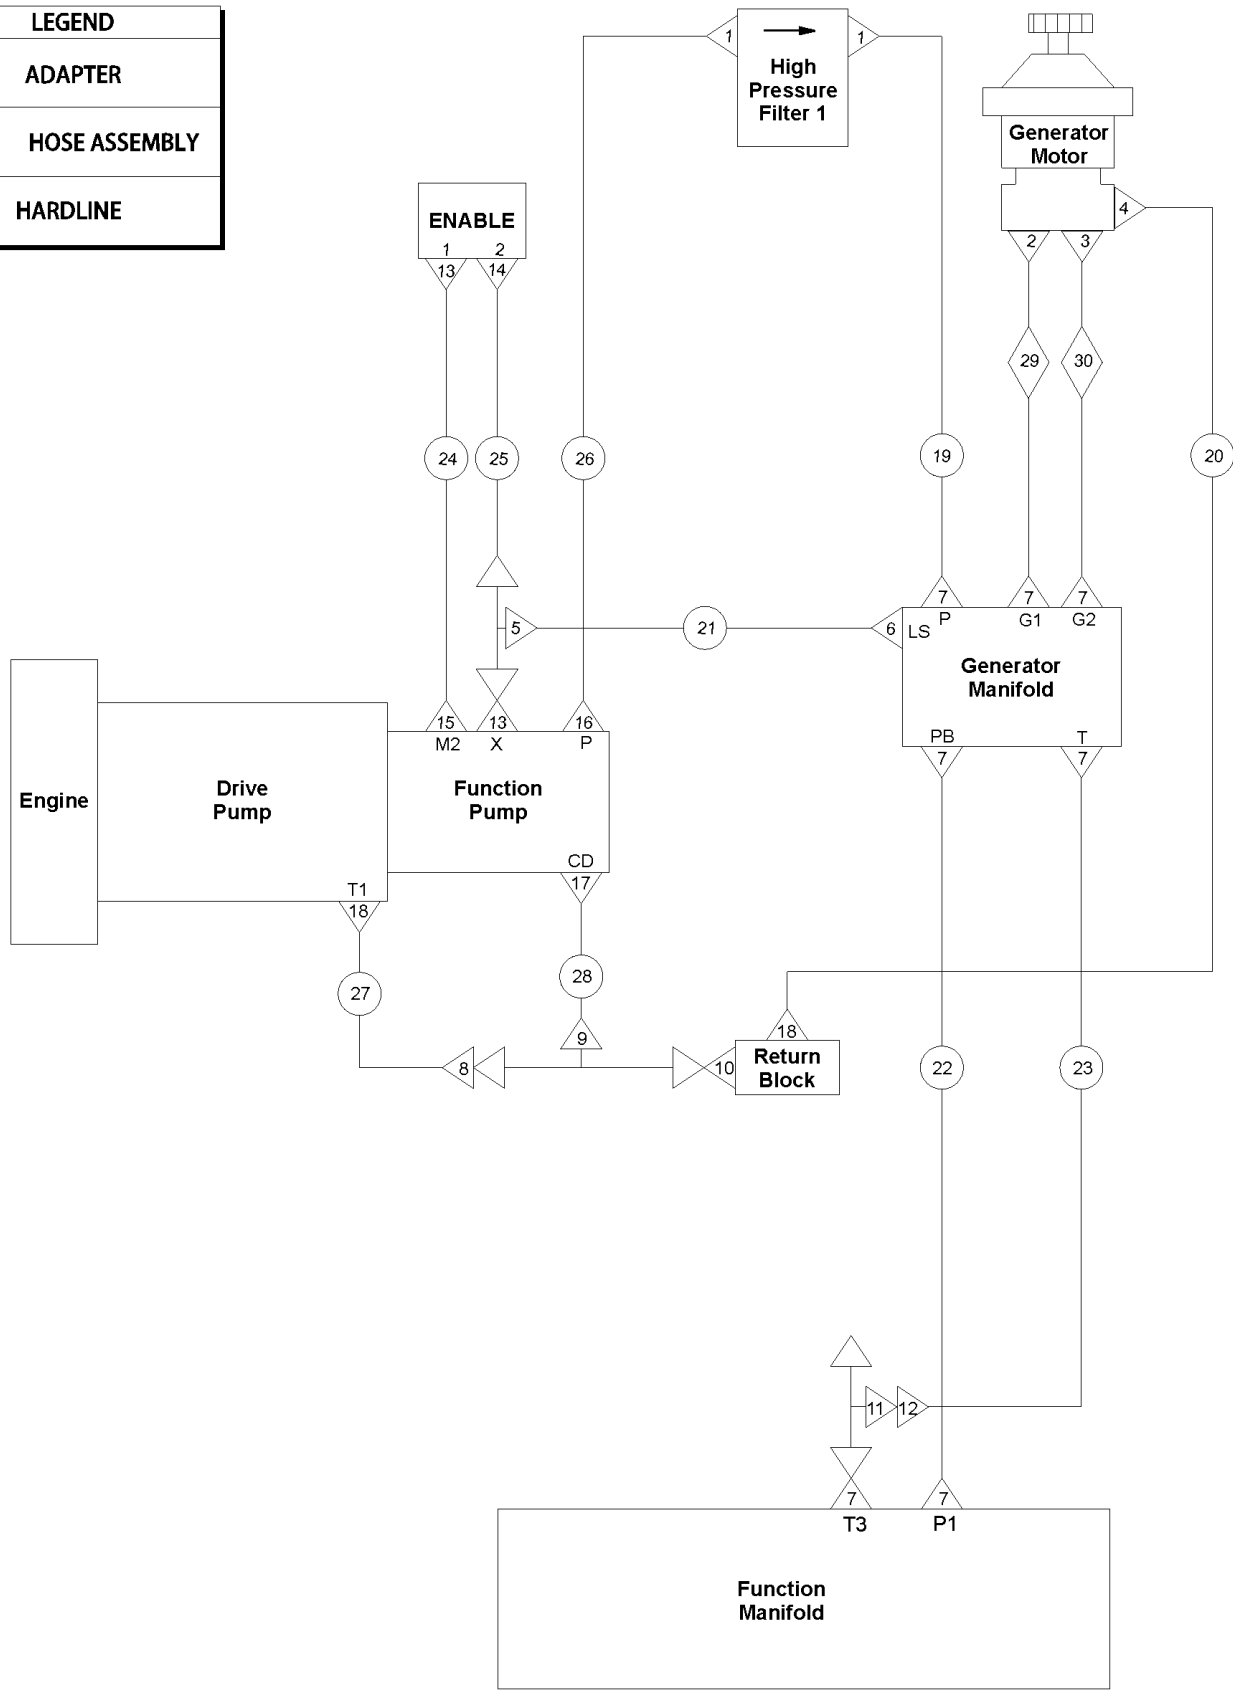 LEGEND
ADAPTER
HOSE ASSEMBLY
HARDLINE
1
1
High
Pressure
Filter 1
Generator
Motor
4
2
3
ENABLE
1 2
13
14
29
30
24
25
26
19
20
5
21
6
7
7
7
P
G1
G2
LS
Generator
Manifold
PB
T
7
7
15
13
16
M2
X
P
Engine
Drive
Pump
Function
Pump
CD
17
T1
18
27
28
9
8
18
10
Return
Block
22
23
11
12
7
7
T3
P1
Function
Manifold